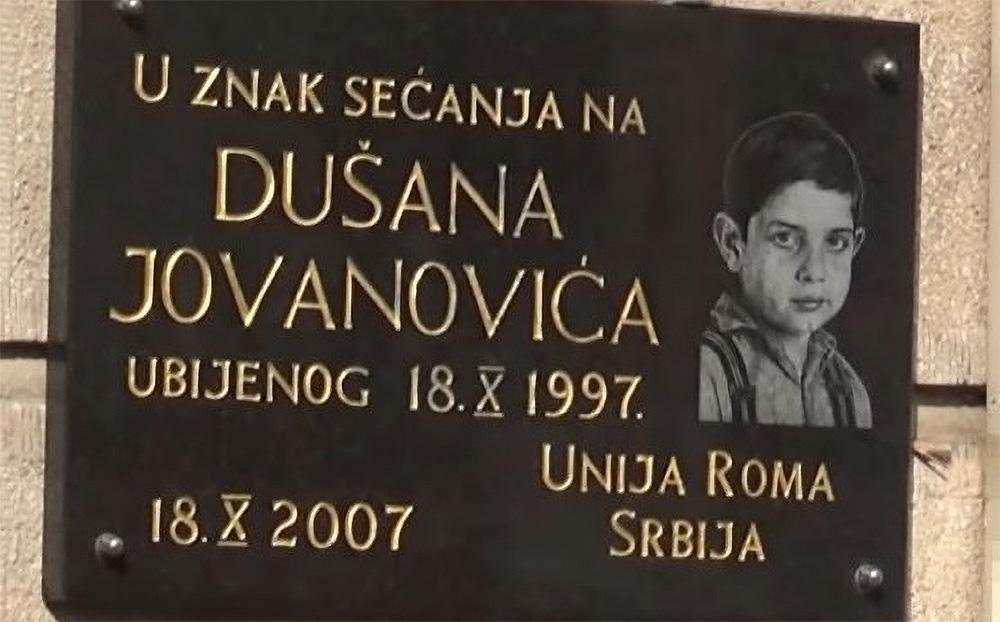 U ZNAK SEĆANJA NA
DUŠANA
JOVANOVIĆA
UBIJENOG 18. X 1997.
UNIJA ROMA
SRBIJA
18. X 2007